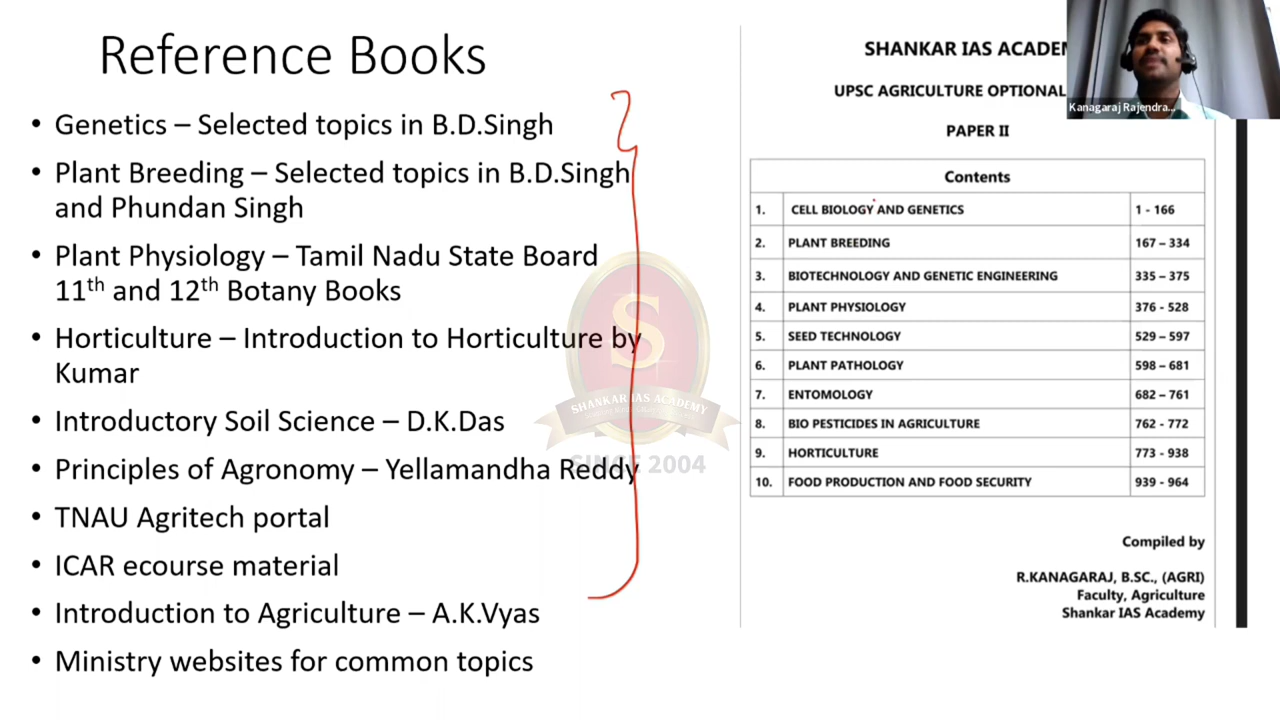 Reference Books
• Genetics – Selected topics in B.D.Singh
• Plant Breeding – Selected topics in B.D.Singh
and Phundan Singh
• Plant Physiology – Tamil Nadu State Board
11th and 12th Botany Books
• Horticulture – Introduction to Horticulture by
Kumar
• Introductory Soil Science – D.K.Das
• Principles of Agronomy – Yellamandha Reddy
• TNAU Agritech portal
• ICAR ecourse material
• Introduction to Agriculture – A.K.Vyas
• Ministry websites for common topics
S
SHANKAR IAS ACADEMY
SINCE 2004
SHANKAR IAS ACADEM
UPSC AGRICULTURE OPTIONAL
PAPER II
Contents
1. CELL BIOLOGY AND GENETICS 1 - 166
2. PLANT BREEDING 167 – 334
3. BIOTECHNOLOGY AND GENETIC ENGINEERING 335 – 375
4. PLANT PHYSIOLOGY 376 - 528
5. SEED TECHNOLOGY 529 – 597
6. PLANT PATHOLOGY 598 - 681
7. ENTOMOLOGY 682 – 761
8. BIO PESTICIDES IN AGRICULTURE 762 - 772
9. HORTICULTURE 773 - 938
10. FOOD PRODUCTION AND FOOD SECURITY 939 - 964
Compiled by
R.KANAGARAJ, B.SC., (AGRI)
Faculty, Agriculture
Shankar IAS Academy
Kanagaraj Rajendra...